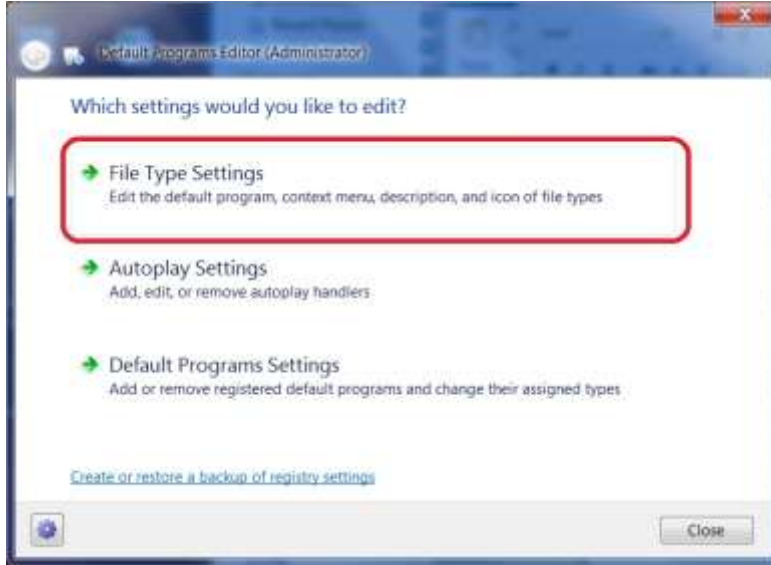 Default Programs Editor (Administrator)
Which settings would you like to edit?
File Type Settings
Edit the default program, context menu, description, and icon of file types
Autoplay Settings
Add, edit, or remove autoplay handlers
Default Programs Settings
Add or remove registered default programs and change their assigned types
Create or restore a backup of registry settings
Close